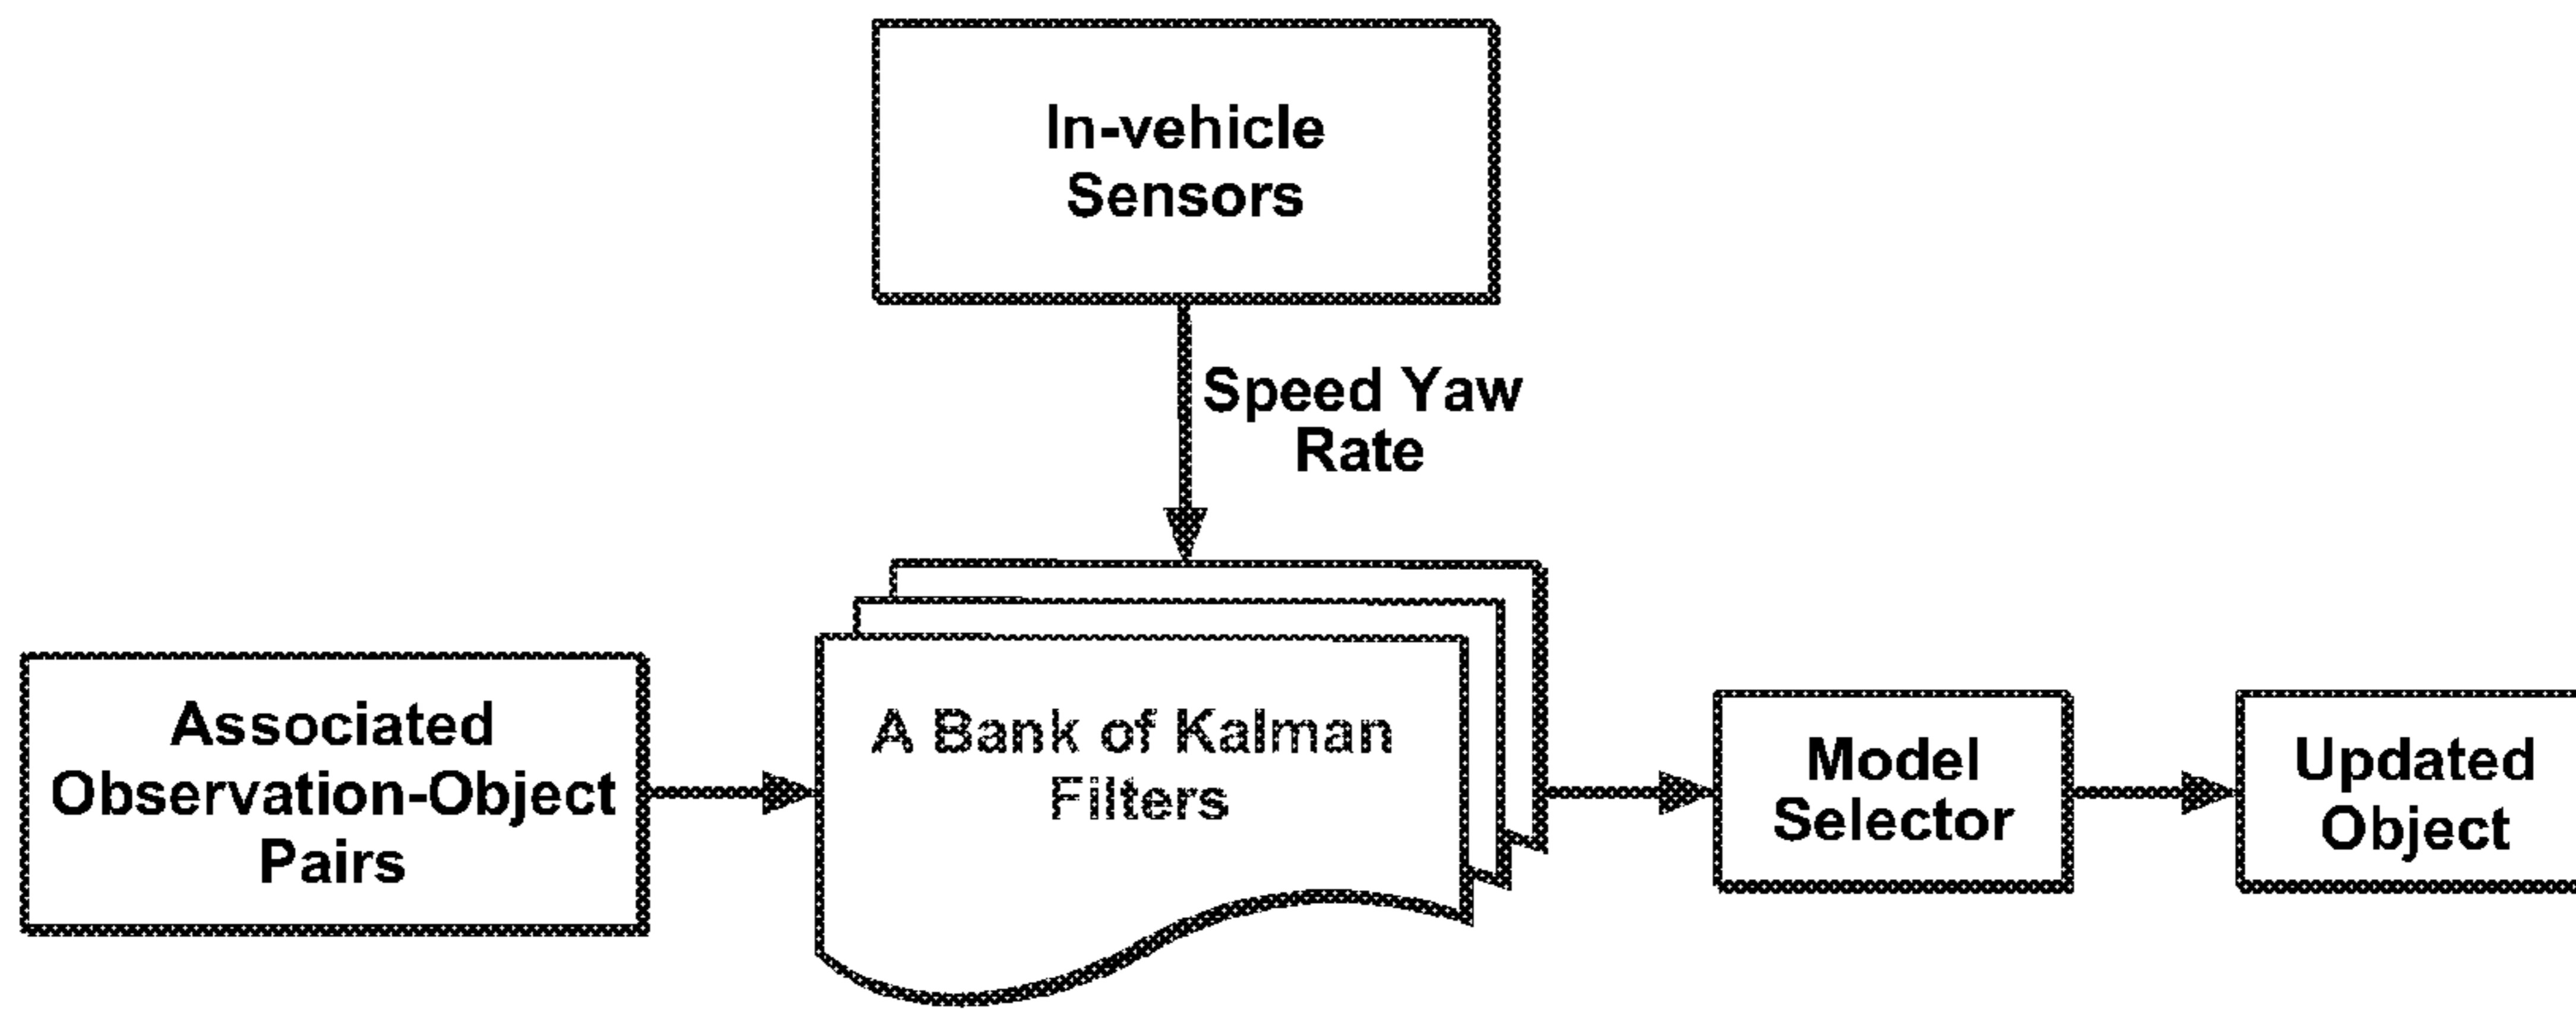 In-vehicle
Sensors
Speed Yaw
Rate
Associated
Observation-Object
Pairs
A Bank of Kalman
Filters
Model
Selector
Updated
Object